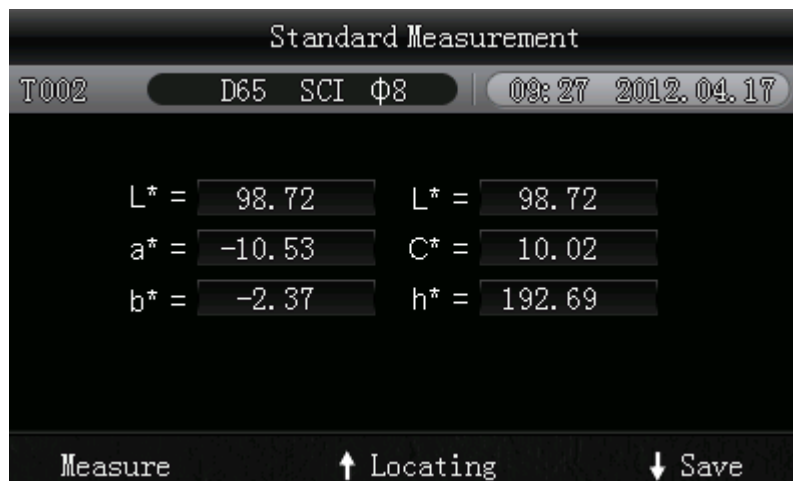 Standard Measurement
T002 D65 SCI Φ8 09:27 2012.04.17
L* = 98.72 L* = 98.72
a* = -10.53 C* = 10.02
b* = -2.37 h* = 192.69
Measure ↑ Locating ↓ Save